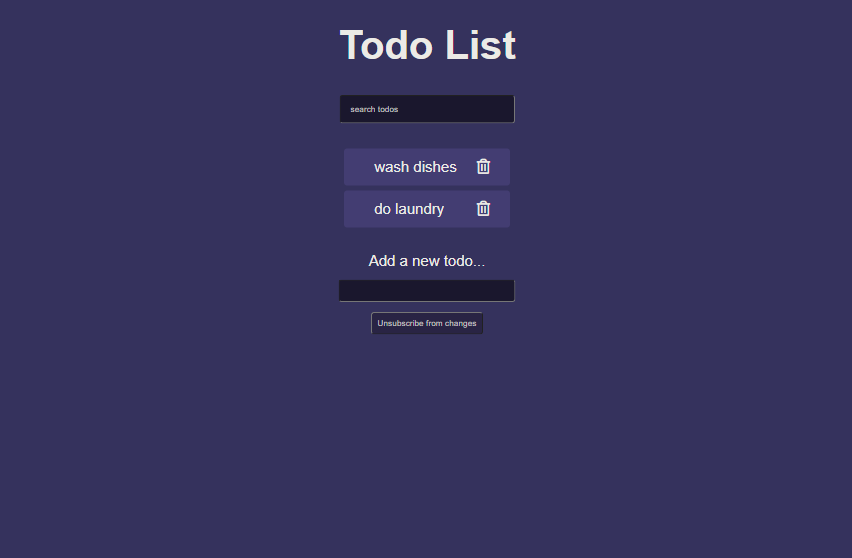 Todo List
search todos
wash dishes
do laundry
Add a new todo...
Unsubscribe from changes